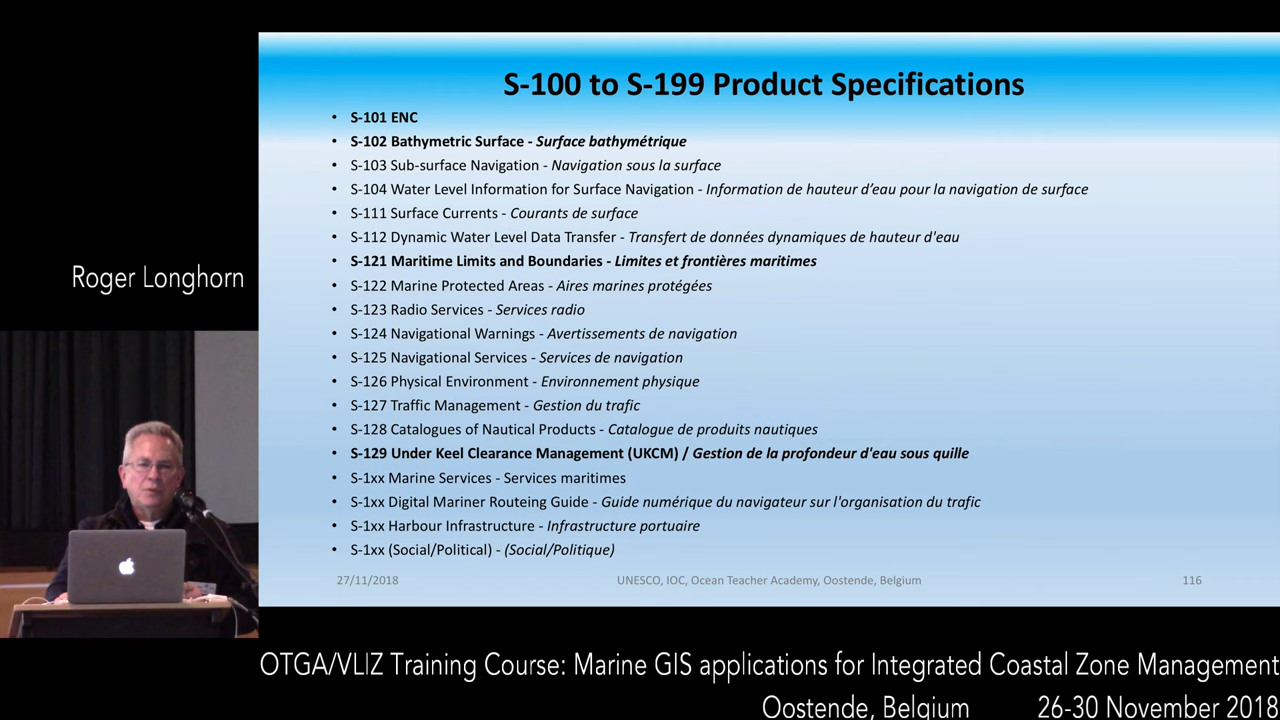 S-100 to S-199 Product Specifications
• S-101 ENC
• S-102 Bathymetric Surface - Surface bathymétrique
• S-103 Sub-surface Navigation - Navigation sous la surface
• S-104 Water Level Information for Surface Navigation - Information de hauteur d’eau pour la navigation de surface
• S-111 Surface Currents - Courants de surface
• S-112 Dynamic Water Level Data Transfer - Transfert de données dynamiques de hauteur d'eau
• S-121 Maritime Limits and Boundaries - Limites et frontières maritimes
• S-122 Marine Protected Areas - Aires marines protégées
• S-123 Radio Services - Services radio
• S-124 Navigational Warnings - Avertissements de navigation
• S-125 Navigational Services - Services de navigation
• S-126 Physical Environment - Environnement physique
• S-127 Traffic Management - Gestion du trafic
• S-128 Catalogues of Nautical Products - Catalogue de produits nautiques
• S-129 Under Keel Clearance Management (UKCM) / Gestion de la profondeur d'eau sous quille
• S-1xx Marine Services - Services maritimes
• S-1xx Digital Mariner Routeing Guide - Guide numérique du navigateur sur l'organisation du trafic
• S-1xx Harbour Infrastructure - Infrastructure portuaire
• S-1xx (Social/Political) - (Social/Politique)
27/11/2018 UNESCO, IOC, Ocean Teacher Academy, Oostende, Belgium 116
Roger Longhorn
OTGA/VLIZ Training Course: Marine GIS applications for Integrated Coastal Zone Management
Oostende, Belgium 26-30 November 2018